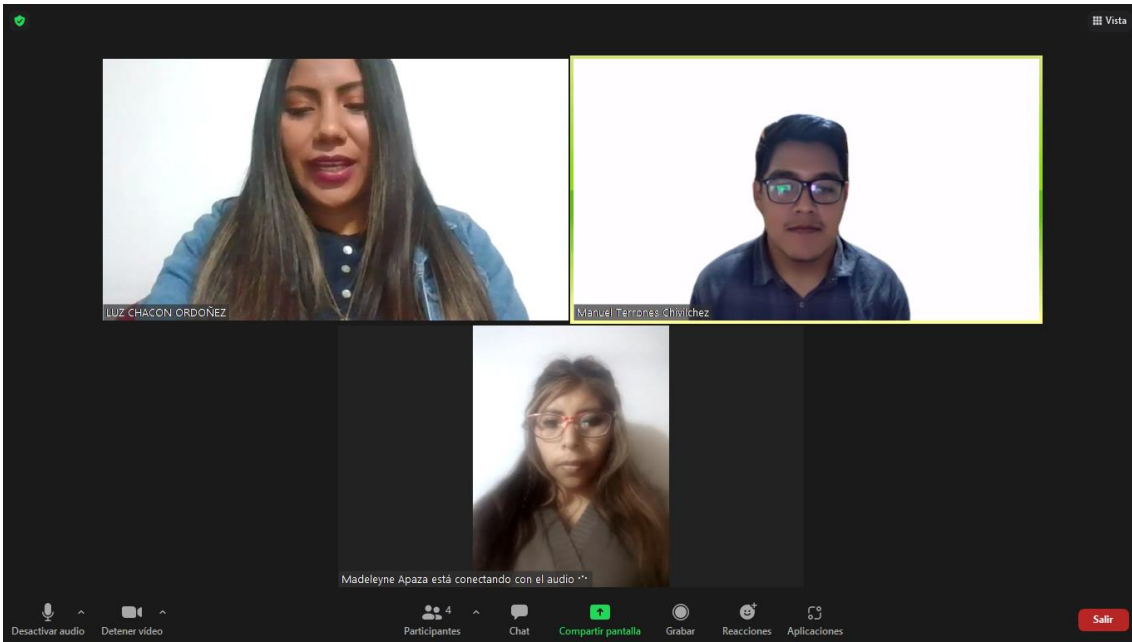 Vista
LUZ CHACON ORDOÑEZ
Manuel Terrones Chivilchez
Madeleyne Apaza está conectando con el audio
4
Desactivar audio
Detener vídeo
Participantes
Chat
Compartir pantalla
Grabar
Reacciones
Aplicaciones
Salir